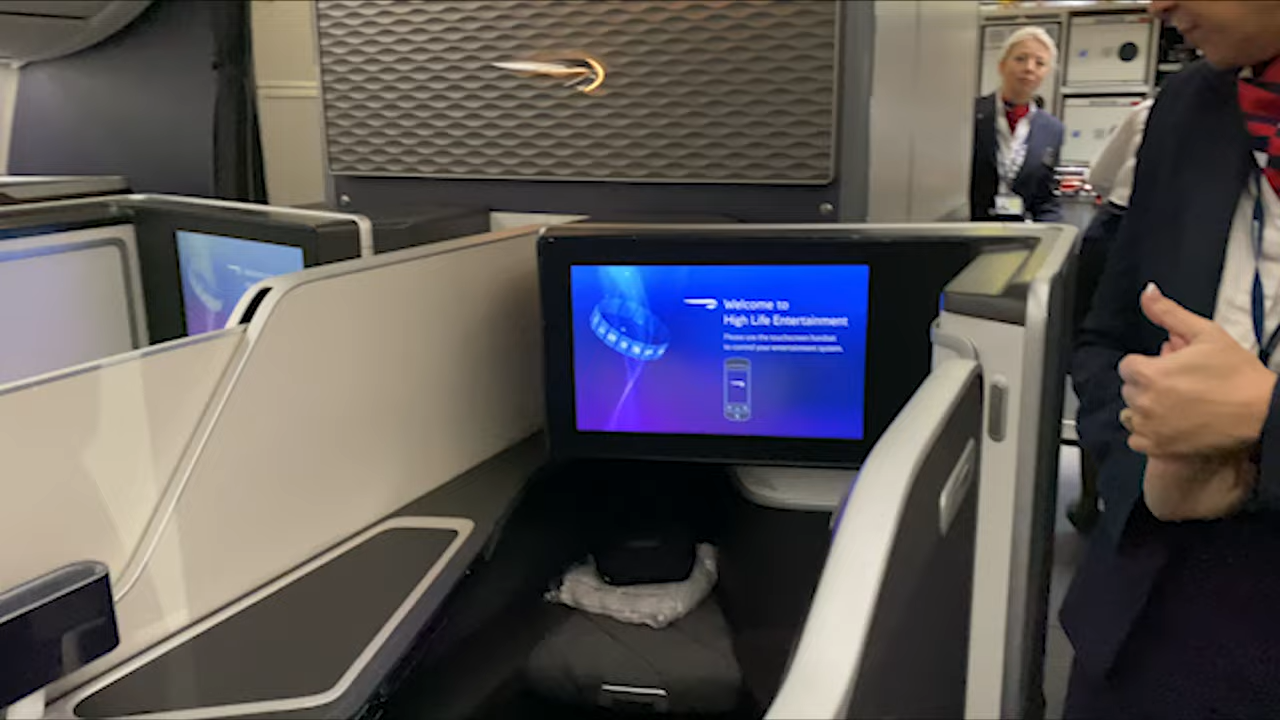 Welcome to
High Life Entertainment
Please use the touchscreen handset
to control your entertainment system.